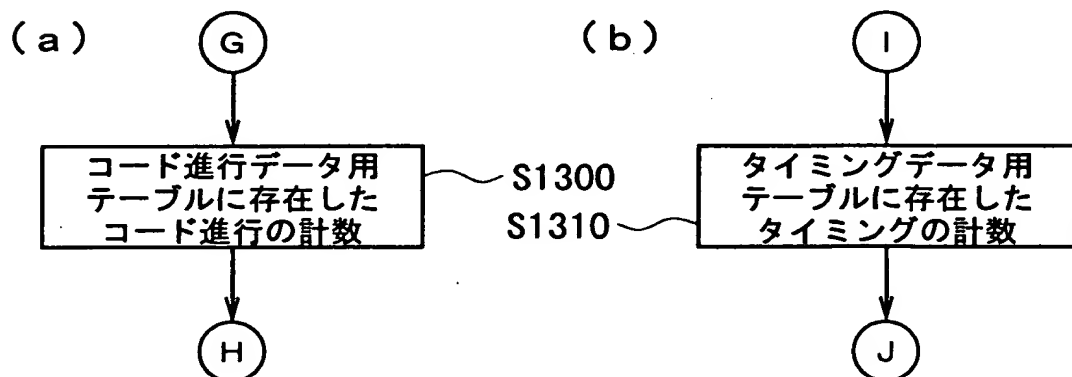 (a)
G
コード進行データ用
テーブルに存在した
コード進行の計数
S1300
H
(b)
I
タイミングデータ用
テーブルに存在した
タイミングの計数
S1310
J